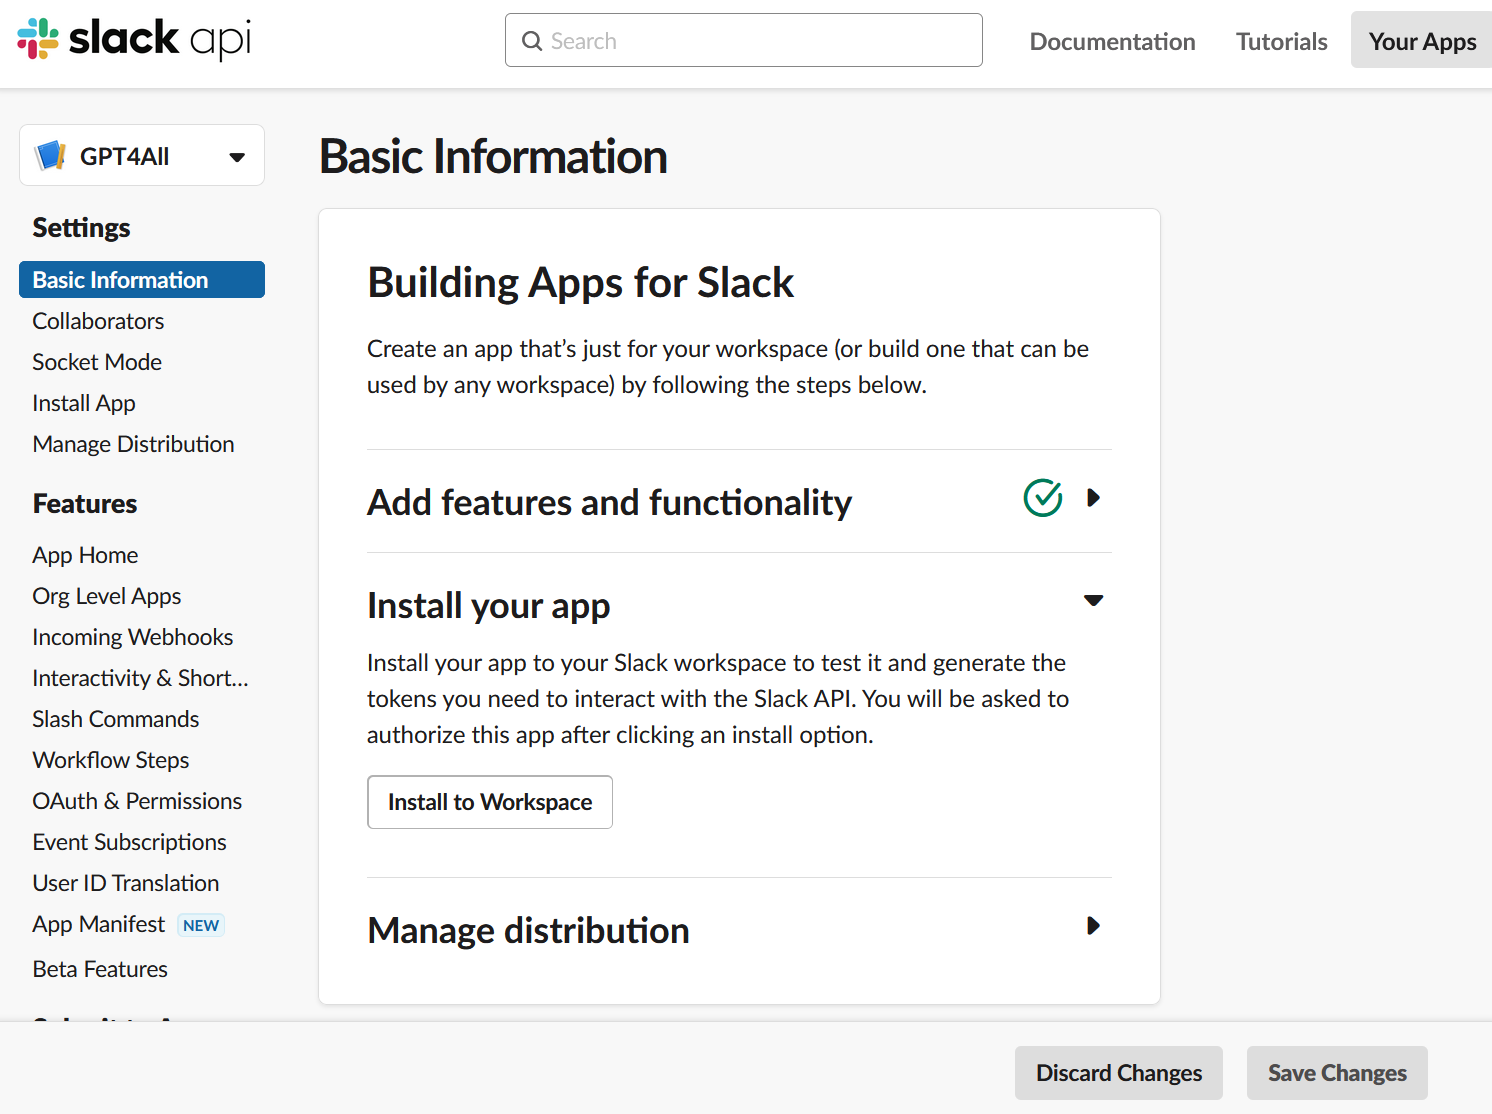 slack api
Search
Documentation
Tutorials
Your Apps
GPT4All
Settings
Basic Information
Collaborators
Socket Mode
Install App
Manage Distribution
Features
App Home
Org Level Apps
Incoming Webhooks
Interactivity & Short...
Slash Commands
Workflow Steps
OAuth & Permissions
Event Subscriptions
User ID Translation
App Manifest NEW
Beta Features
Basic Information
Building Apps for Slack
Create an app that’s just for your workspace (or build one that can be
used by any workspace) by following the steps below.
Add features and functionality
Install your app
Install your app to your Slack workspace to test it and generate the
tokens you need to interact with the Slack API. You will be asked to
authorize this app after clicking an install option.
Install to Workspace
Manage distribution
Discard Changes
Save Changes